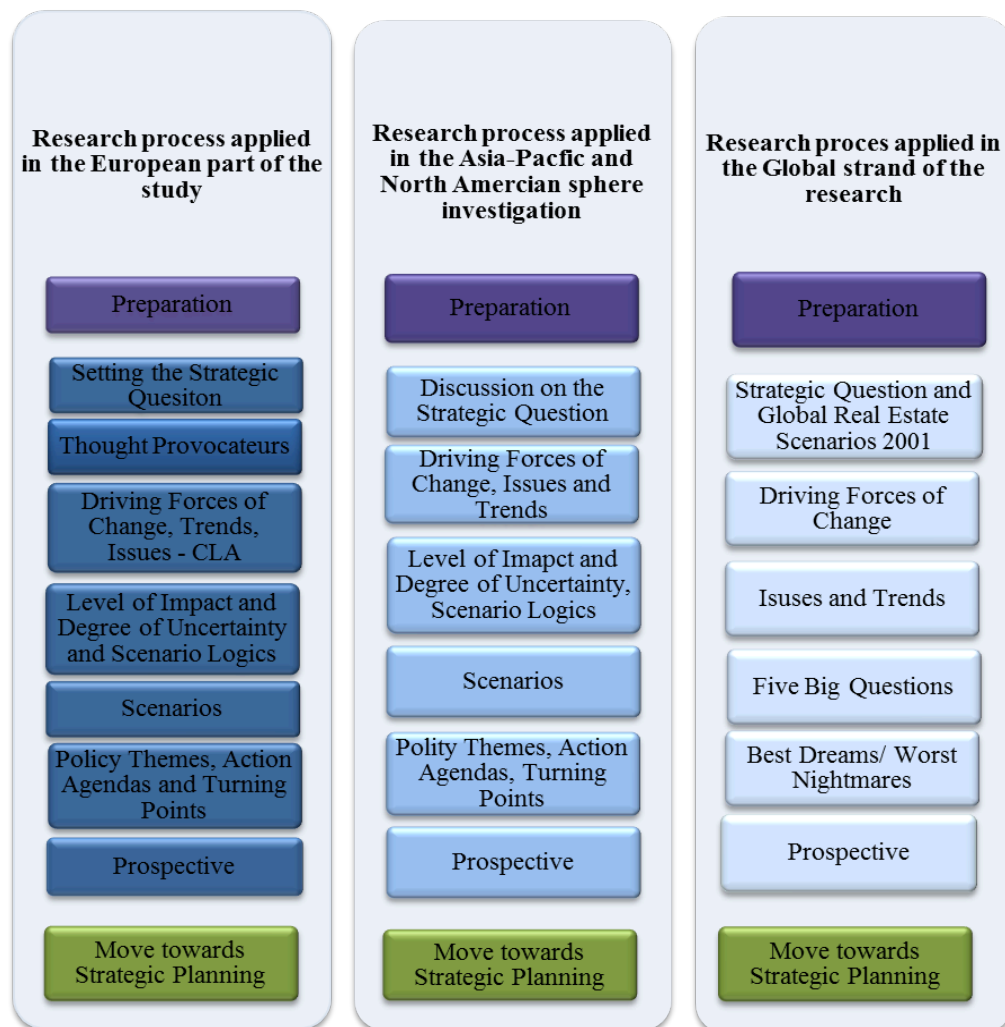 Research process applied
in the European part of the
study
Preparation
Setting the Strategic
Quesiton
Thought Provocateurs
Driving Forces of
Change, Trends,
Issues - CLA
Level of Impact and
Degree of Uncertainty
and Scenario Logics
Scenarios
Policy Themes, Action
Agendas and Turning
Points
Prospective
Move towards
Strategic Planning
Research process applied
in the Asia-Pacfic and
North Amercian sphere
investigation
Preparation
Discussion on the
Strategic Question
Driving Forces of
Change, Issues and
Trends
Level of Imapct and
Degree of Uncertainty,
Scenario Logics
Scenarios
Polity Themes, Action
Agendas, Turning
Points
Prospective
Move towards
Strategic Planning
Research proces applied in
the Global strand of the
research
Preparation
Strategic Question and
Global Real Estate
Scenarios 2001
Driving Forces of
Change
Isuses and Trends
Five Big Questions
Best Dreams/ Worst
Nightmares
Prospective
Move towards
Strategic Planning